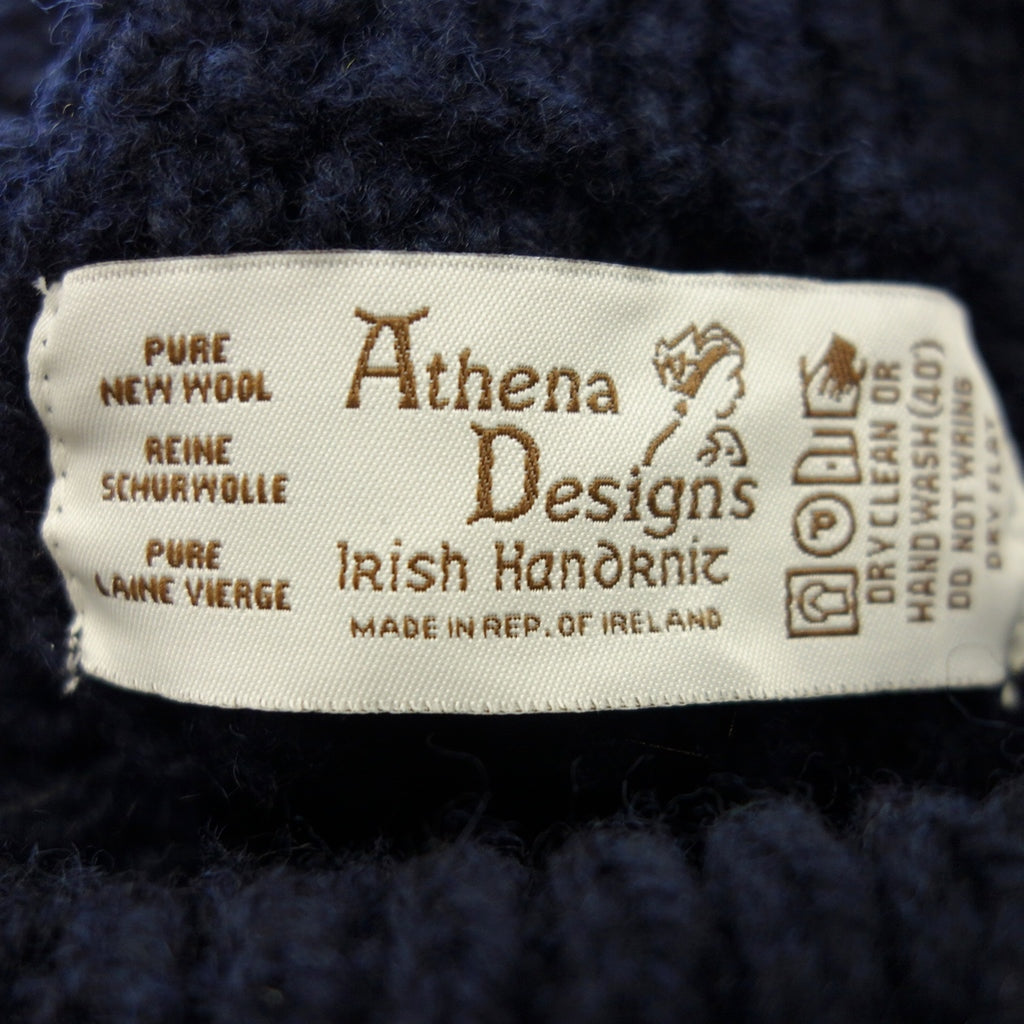 PURE
NEW WOOL
REINE
SCHURWOLLE
PURE
LAINE VIERGE
Athena
Designs
Irish Handknit
MADE IN REP. OF IRELAND
P
DRY CLEAN OR
HAND WASH (40°)
DO NOT WRING
DRY FLAT